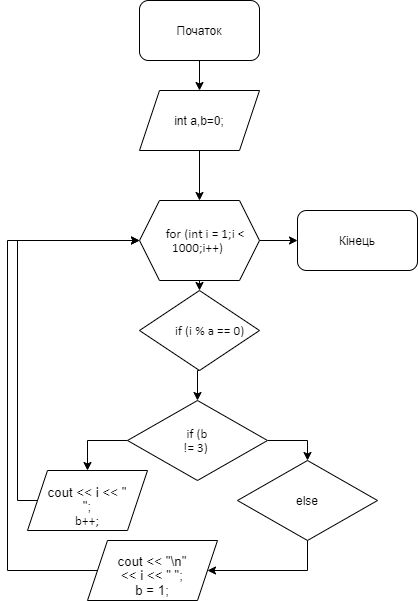 Початок
int a,b=0;
for (int i = 1;i <
1000;i++)
Кінець
if (i % a == 0)
if (b
!= 3)
cout << i << "
";
b++;
else
cout << "\n"
<< i << " ";
b = 1;